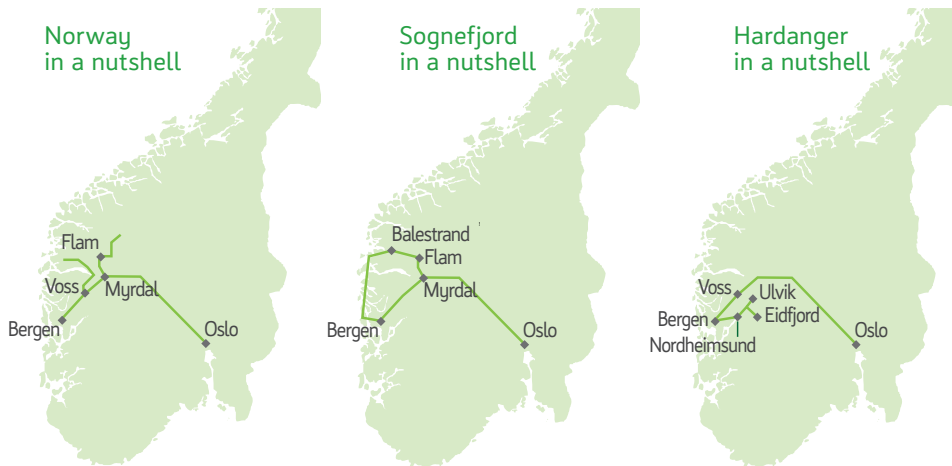 Norway
in a nutshell
Flam
Voss
Myrdal
Bergen
Oslo
Sognefjord
in a nutshell
Balestrand
Flam
Myrdal
Bergen
Oslo
Hardanger
in a nutshell
Voss
Ulvik
Bergen
Eidfjord
Nordheimsund
Oslo